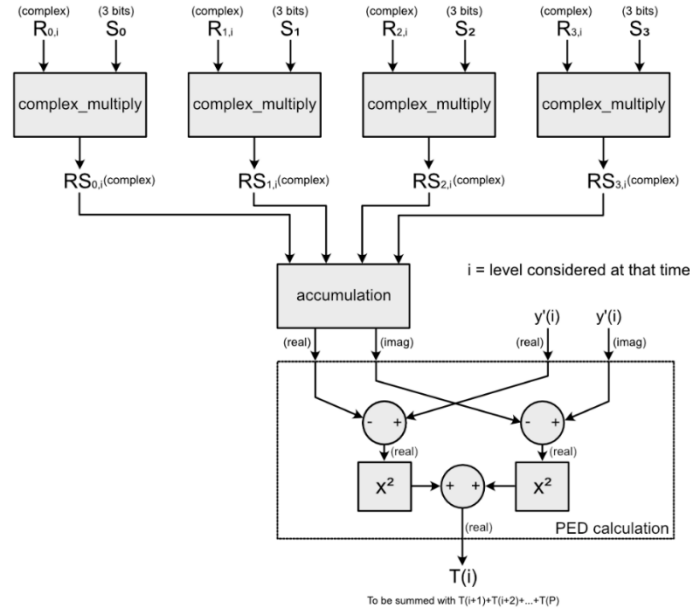 (complex) (3 bits) (complex) (3 bits) (complex) (3 bits) (complex) (3 bits)
R0,i S0 R1,i S1 R2,i S2 R3,i S3
complex_multiply complex_multiply complex_multiply complex_multiply
RS0,i(complex) RS1,i(complex) RS2,i(complex) RS3,i(complex)
i = level considered at that time
accumulation
y'(i) y'(i)
(real) (imag) (real) (imag)
- + - +
(real) (real)
X² + + X²
(real) PED calculation
T(i)
To be summed with T(i+1)+T(i+2)+...+T(P)